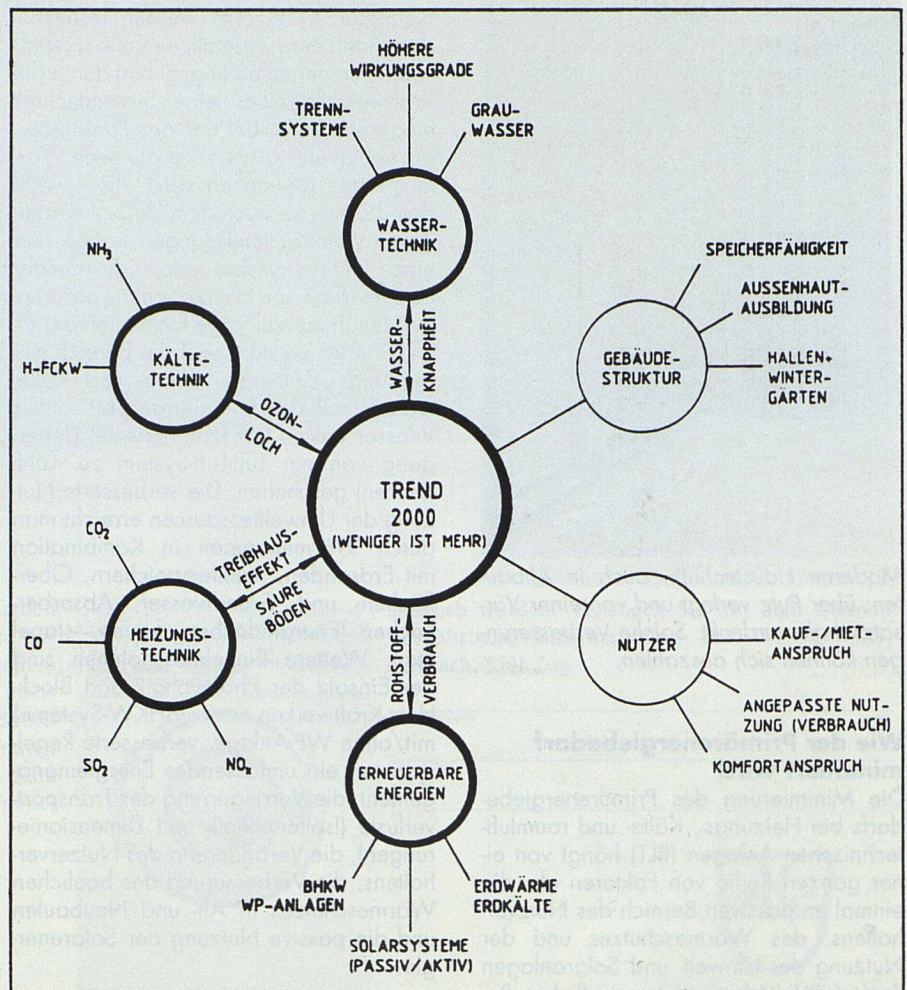 HÖHERE
WIRKUNGSGRADE
TRENN-
SYSTEME
GRAU-
WASSER
WASSER-
TECHNIK
WASSER-
KNAPPHEIT
NH₃
H-FCKW
KÄLTE-
TECHNIK
OZON-
LOCH
SPEICHERFÄHIGKEIT
AUSSENHAUT-
AUSBILDUNG
HALLEN+
WINTER-
GÄRTEN
GEBÄUDE-
STRUKTUR
TREND
2000
(WENIGER IST MEHR)
CO₂
CO
SO₂
NOₓ
HEIZUNGS-
TECHNIK
TREIBHAUS-
EFFEKT
SAURE
BÖDEN
NUTZER
KAUF-/MIET-
ANSPRUCH
ANGEPASSTE NUT-
ZUNG (VERBRAUCH)
KOMFORTANSPRUCH
ROHSTOFF-
VERBRAUCH
ERNEUERBARE
ENERGIEN
BHKW
WP-ANLAGEN
SOLARSYSTEME
(PASSIV/AKTIV)
ERDWÄRME
ERDKÄLTE